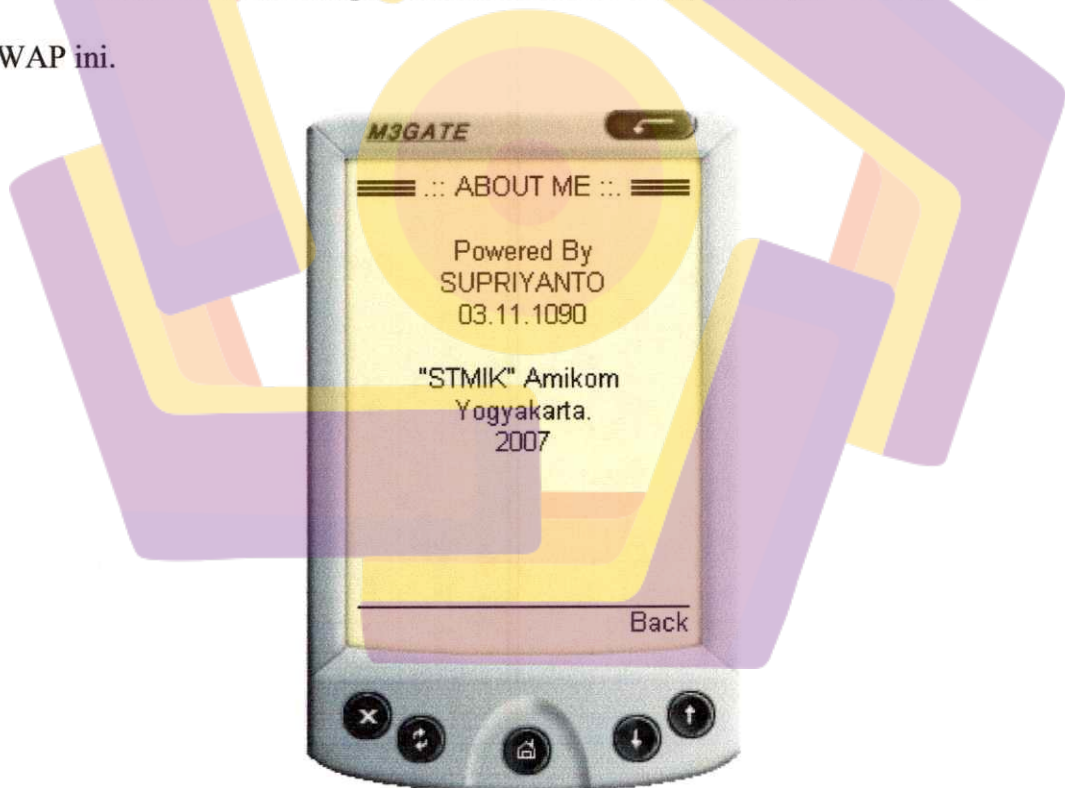 WAP ini.
M3GATE
.:: ABOUT ME ::.
Powered By
SUPRIYANTO
03.11.1090
"STMIK" Amikom
Yogyakarta.
2007
Back